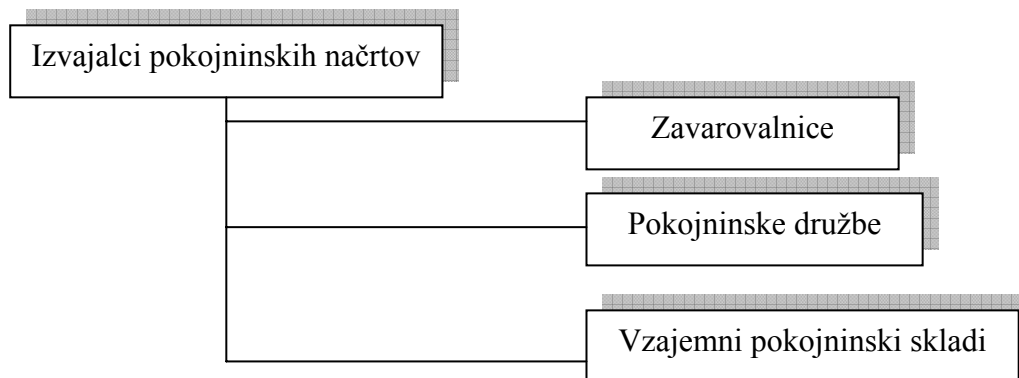 Izvajalci pokojninskih načrtov
Zavarovalnice
Pokojninske družbe
Vzajemni pokojninski skladi